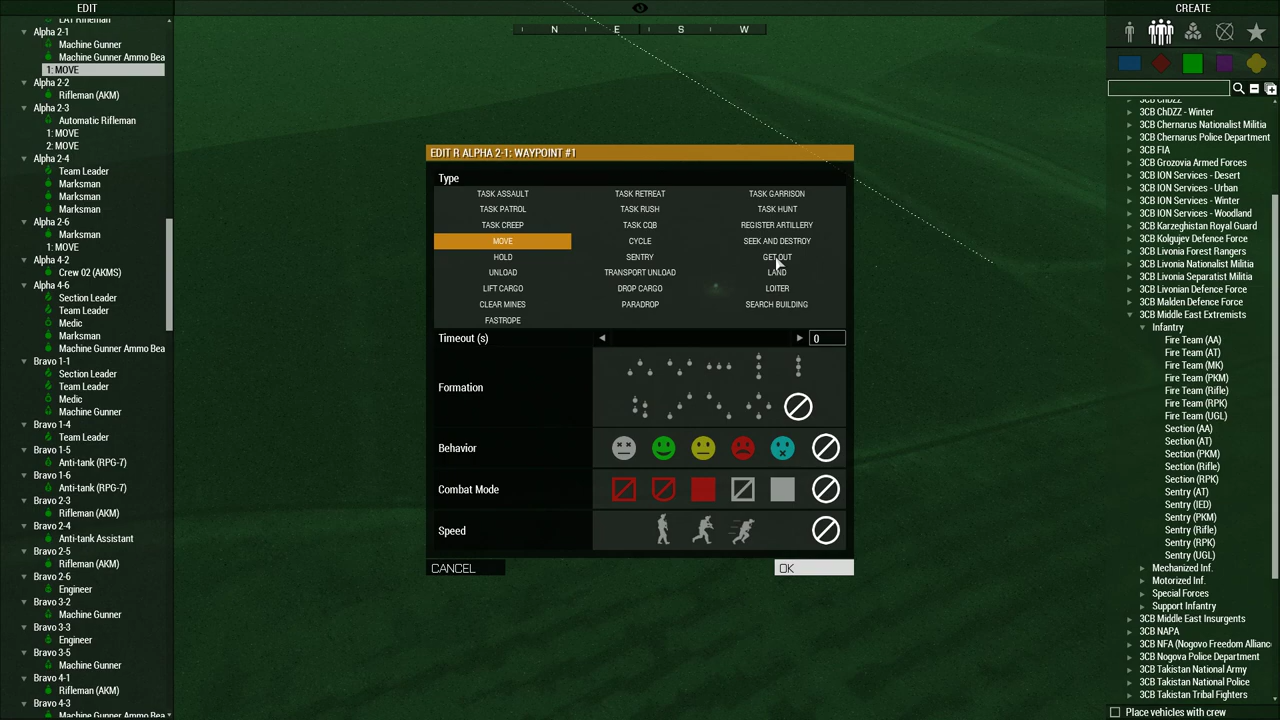 EDIT
LAT Rifleman
Alpha 2-1
Machine Gunner
Machine Gunner Ammo Bea
1: MOVE
Alpha 2-2
Rifleman (AKM)
Alpha 2-3
Automatic Rifleman
1: MOVE
2: MOVE
Alpha 2-4
Team Leader
Marksman
Marksman
Marksman
Alpha 2-6
Marksman
1: MOVE
Alpha 4-2
Crew 02 (AKMS)
Alpha 4-6
Section Leader
Team Leader
Medic
Marksman
Machine Gunner Ammo Bea
Bravo 1-1
Section Leader
Team Leader
Medic
Machine Gunner
Bravo 1-4
Team Leader
Bravo 1-5
Anti-tank (RPG-7)
Bravo 1-6
Anti-tank (RPG-7)
Bravo 2-3
Rifleman (AKM)
Bravo 2-4
Anti-tank Assistant
Bravo 2-5
Rifleman (AKM)
Bravo 2-6
Engineer
Bravo 3-2
Machine Gunner
Bravo 3-3
Engineer
Bravo 3-5
Machine Gunner
Bravo 4-1
Rifleman (AKM)
Bravo 4-3
Machine Gunner Ammo Bea
N E S W
EDIT R ALPHA 2-1: WAYPOINT #1
Type
TASK ASSAULT TASK RETREAT TASK GARRISON
TASK PATROL TASK RUSH TASK HUNT
TASK CREEP TASK CQB REGISTER ARTILLERY
MOVE CYCLE SEEK AND DESTROY
HOLD SENTRY GET OUT
UNLOAD TRANSPORT UNLOAD LAND
LIFT CARGO DROP CARGO LOITER
CLEAR MINES PARADROP SEARCH BUILDING
FASTROPE
Timeout (s) 0
Formation
Behavior
Combat Mode
Speed
CANCEL OK
CREATE
3CB ChDZ
3CB ChDZ - Winter
3CB Chernarus Nationalist Militia
3CB Chernarus Police Department
3CB FIA
3CB Grozovia Armed Forces
3CB ION Services - Desert
3CB ION Services - Urban
3CB ION Services - Winter
3CB ION Services - Woodland
3CB Karzeghistan Royal Guard
3CB Kolgujev Defence Force
3CB Livonia Forest Rangers
3CB Livonia Nationalist Militia
3CB Livonia Separatist Militia
3CB Livonian Defence Force
3CB Malden Defence Force
3CB Middle East Extremists
Infantry
Fire Team (AA)
Fire Team (AT)
Fire Team (MK)
Fire Team (PKM)
Fire Team (Rifle)
Fire Team (RPK)
Fire Team (UGL)
Section (AA)
Section (AT)
Section (PKM)
Section (Rifle)
Section (RPK)
Sentry (AT)
Sentry (IED)
Sentry (PKM)
Sentry (Rifle)
Sentry (RPK)
Sentry (UGL)
Mechanized Inf.
Motorized Inf.
Special Forces
Support Infantry
3CB Middle East Insurgents
3CB NAPA
3CB NFA (Nogovo Freedom Allianc
3CB Nogova Police Department
3CB Takistan National Army
3CB Takistan National Police
3CB Takistan Tribal Fighters
Place vehicles with crew